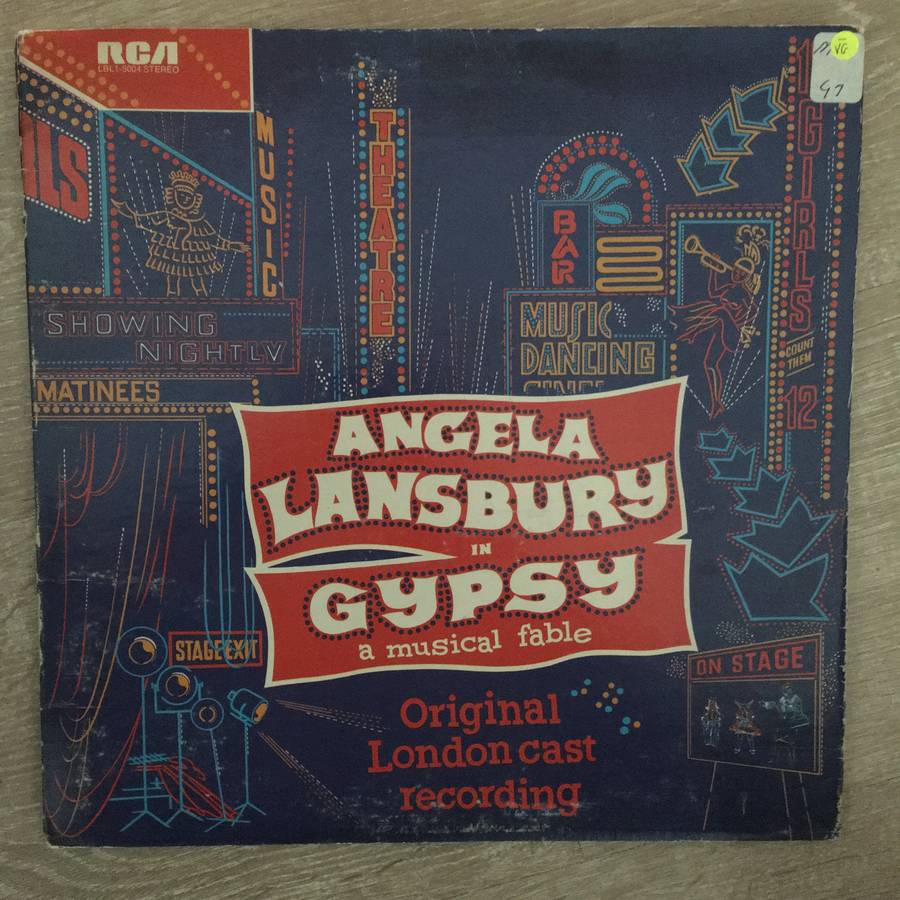 RCA
LBL1-5004 STEREO
VG
MUSIC
THEATRE
BAR
GIRLS
COUNT
THEM
12
SHOWING
NIGHTLY
MATINEES
MUSIC
DANCING
ANGELA
LANSBURY
IN
GYPSY
a musical fable
STAGE EXIT
ON STAGE
Original
London cast
recording